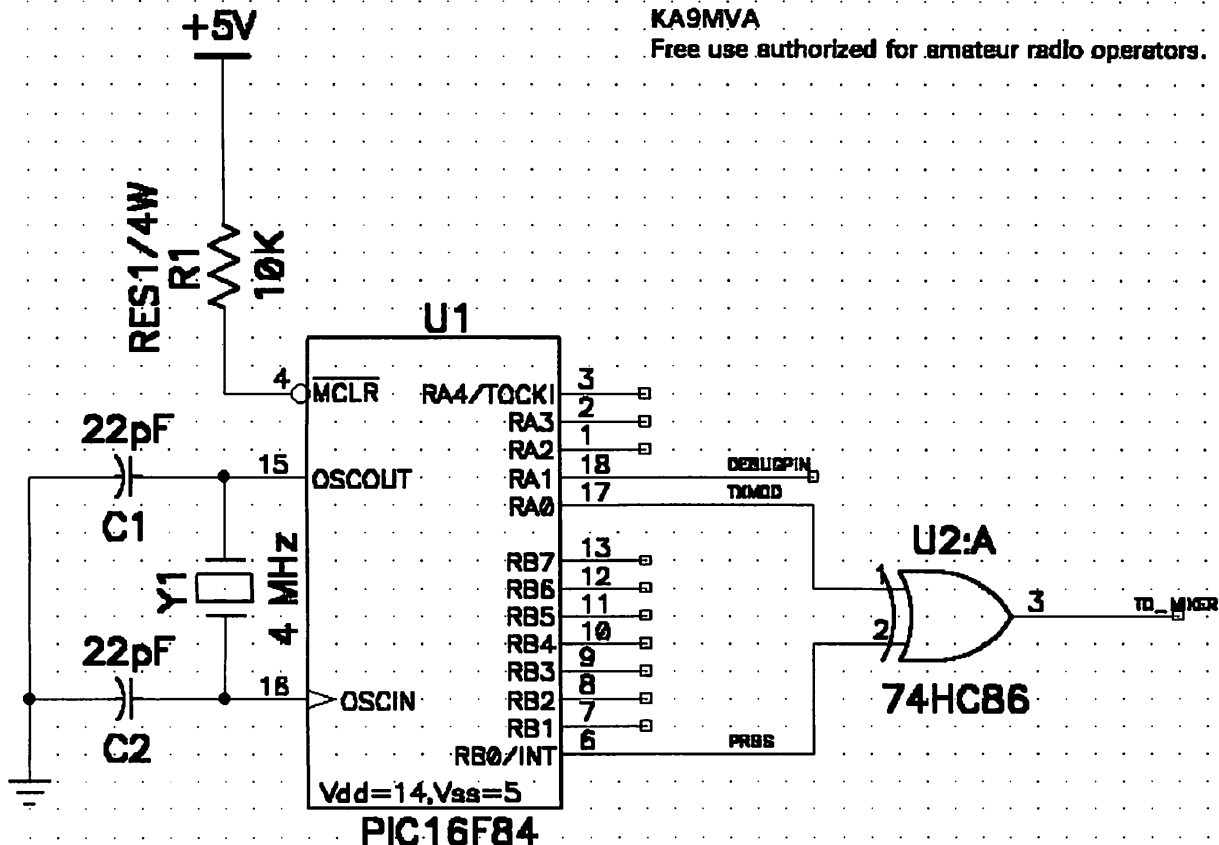 KA9MVA
Free use authorized for amateur radio operators.
+5V
RES1/4W
R1
10K
U1
4
MCLR
RA4/TOCKI
3
RA3
2
RA2
1
22pF
15
OSCOUT
RA1
18
DEBUGPIN
C1
RA0
17
TXMOD
Y1
4 MHz
RB7
13
RB6
12
RB5
11
RB4
10
RB3
9
RB2
8
RB1
7
RB0/INT
6
PRBS
22pF
16
OSCIN
C2
U2:A
1
2
3
TO_MIXER
74HC86
Vdd=14,Vss=5
PIC16F84